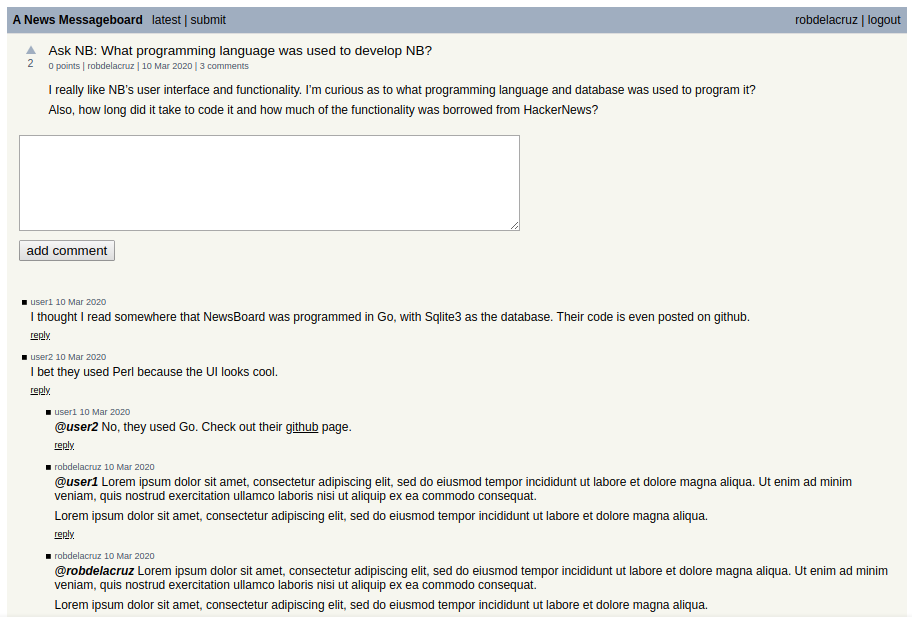 A News Messageboard latest | submit robdelacruz | logout
Ask NB: What programming language was used to develop NB?
2 0 points | robdelacruz | 10 Mar 2020 | 3 comments
I really like NB’s user interface and functionality. I’m curious as to what programming language and database was used to program it?
Also, how long did it take to code it and how much of the functionality was borrowed from HackerNews?
add comment
user1 10 Mar 2020
I thought I read somewhere that NewsBoard was programmed in Go, with Sqlite3 as the database. Their code is even posted on github.
reply
user2 10 Mar 2020
I bet they used Perl because the UI looks cool.
reply
user1 10 Mar 2020
@user2 No, they used Go. Check out their github page.
reply
robdelacruz 10 Mar 2020
@user1 Lorem ipsum dolor sit amet, consectetur adipiscing elit, sed do eiusmod tempor incididunt ut labore et dolore magna aliqua. Ut enim ad minim
veniam, quis nostrud exercitation ullamco laboris nisi ut aliquip ex ea commodo consequat.
Lorem ipsum dolor sit amet, consectetur adipiscing elit, sed do eiusmod tempor incididunt ut labore et dolore magna aliqua.
reply
robdelacruz 10 Mar 2020
@robdelacruz Lorem ipsum dolor sit amet, consectetur adipiscing elit, sed do eiusmod tempor incididunt ut labore et dolore magna aliqua. Ut enim ad minim
veniam, quis nostrud exercitation ullamco laboris nisi ut aliquip ex ea commodo consequat.
Lorem ipsum dolor sit amet, consectetur adipiscing elit, sed do eiusmod tempor incididunt ut labore et dolore magna aliqua.